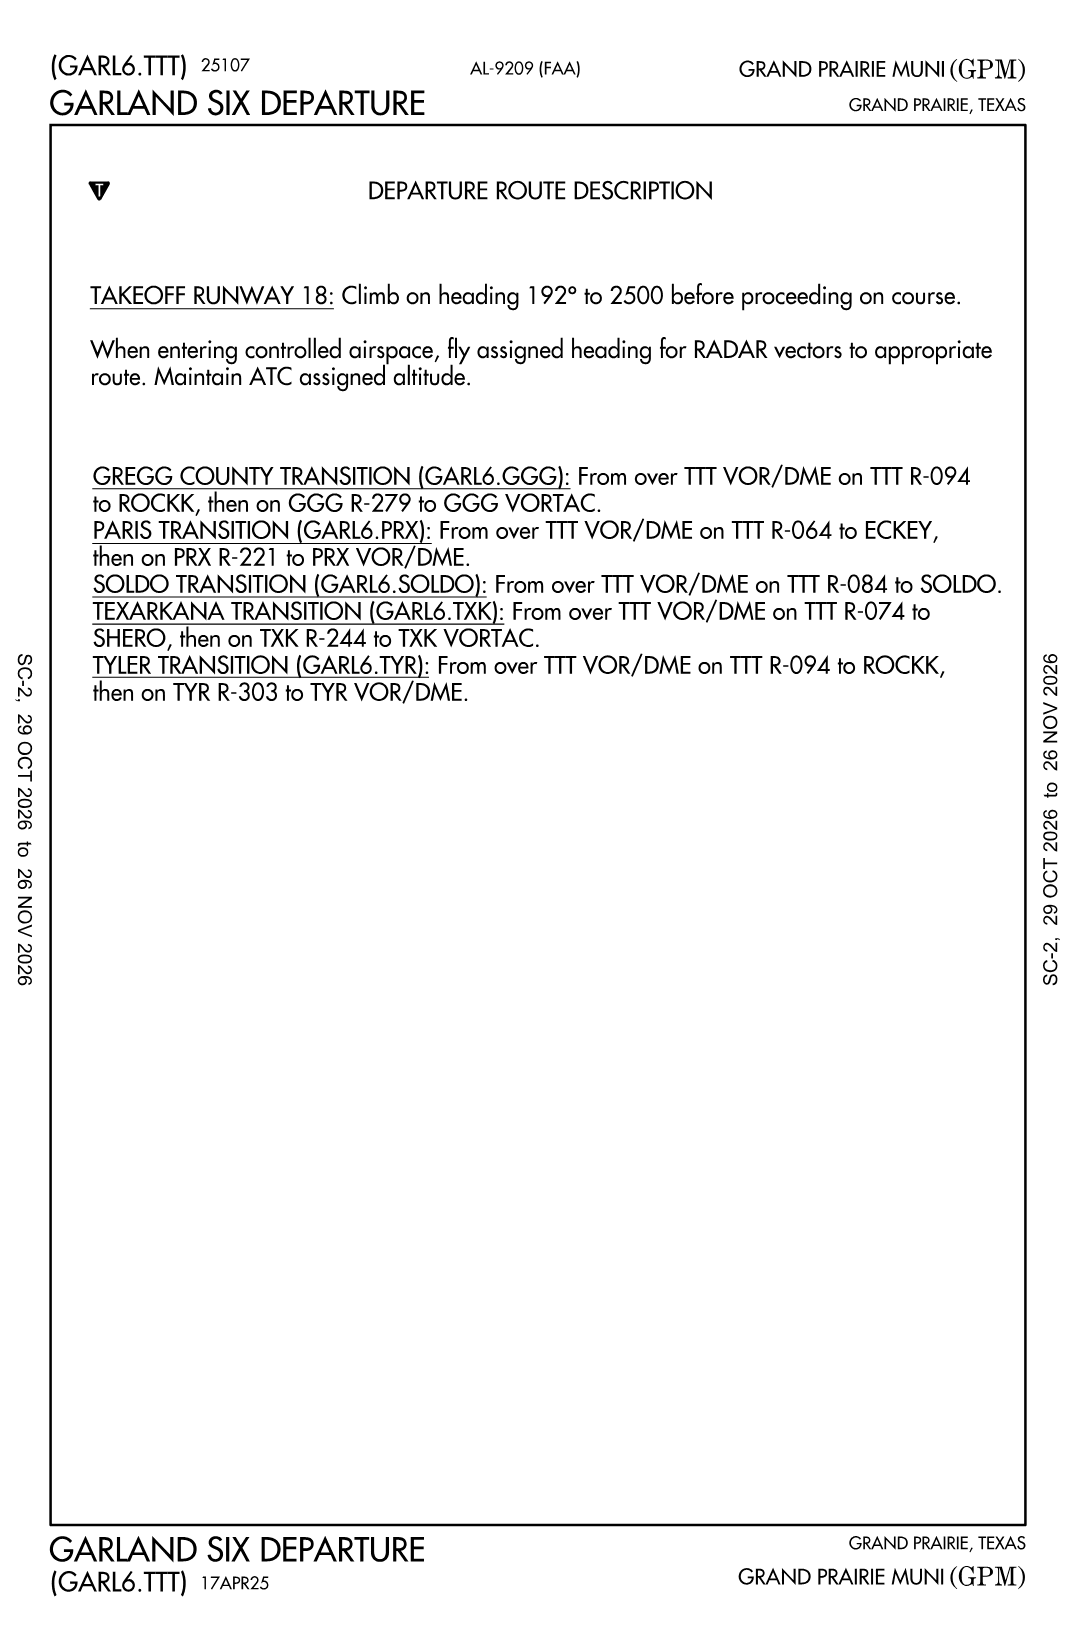 (GARL6.TTT) 25107
AL-9209 (FAA)
GRAND PRAIRIE MUNI (GPM)
GARLAND SIX DEPARTURE
GRAND PRAIRIE, TEXAS
T
DEPARTURE ROUTE DESCRIPTION
TAKEOFF RUNWAY 18: Climb on heading 192° to 2500 before proceeding on course.
When entering controlled airspace, fly assigned heading for RADAR vectors to appropriate
route. Maintain ATC assigned altitude.
GREGG COUNTY TRANSITION (GARL6.GGG): From over TTT VOR/DME on TTT R-094
to ROCKK, then on GGG R-279 to GGG VORTAC.
PARIS TRANSITION (GARL6.PRX): From over TTT VOR/DME on TTT R-064 to ECKEY,
then on PRX R-221 to PRX VOR/DME.
SOLDO TRANSITION (GARL6.SOLDO): From over TTT VOR/DME on TTT R-084 to SOLDO.
TEXARKANA TRANSITION (GARL6.TXK): From over TTT VOR/DME on TTT R-074 to
SHERO, then on TXK R-244 to TXK VORTAC.
TYLER TRANSITION (GARL6.TYR): From over TTT VOR/DME on TTT R-094 to ROCKK,
then on TYR R-303 to TYR VOR/DME.
SC-2, 29 OCT 2026 to 26 NOV 2026
SC-2, 29 OCT 2026 to 26 NOV 2026
GARLAND SIX DEPARTURE
GRAND PRAIRIE, TEXAS
(GARL6.TTT) 17APR25
GRAND PRAIRIE MUNI (GPM)